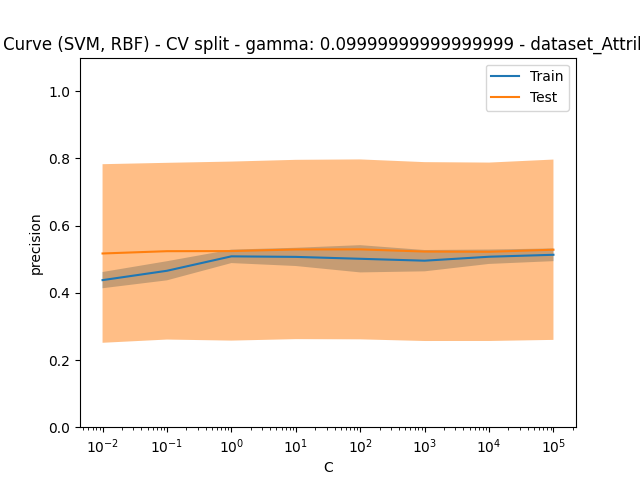 Curve (SVM, RBF) - CV split - gamma: 0.09999999999999999 - dataset_Attril
Train
Test
1.0
0.8
0.6
0.4
0.2
0.0
precision
10⁻² 10⁻¹ 10⁰ 10¹ 10² 10³ 10⁴ 10⁵
C